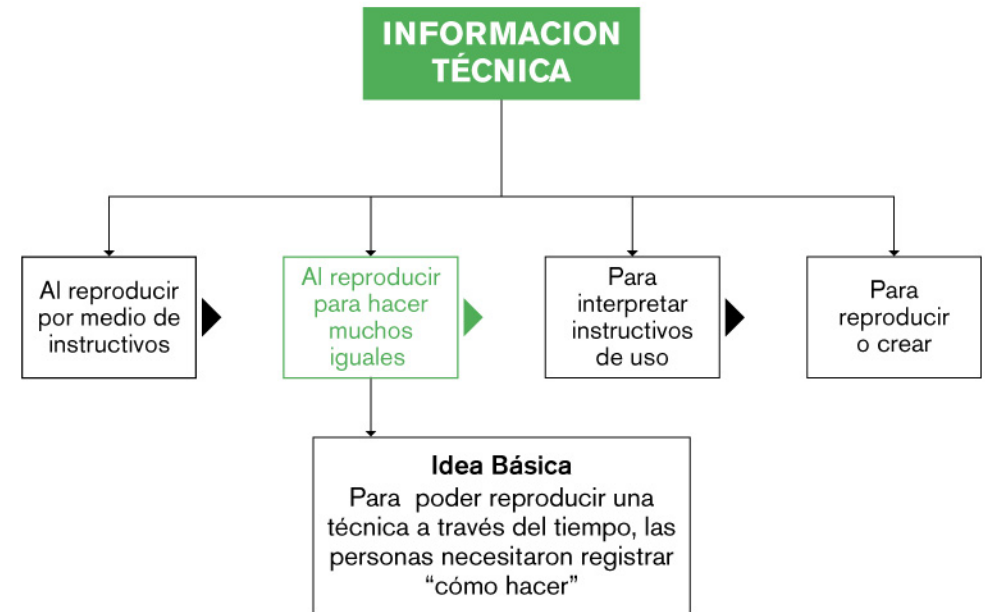 INFORMACION
TÉCNICA
Al reproducir
por medio de
instructivos
Al reproducir
para hacer
muchos
iguales
Para
interpretar
instructivos
de uso
Para
reproducir
o crear
Idea Básica
Para poder reproducir una
técnica a través del tiempo, las
personas necesitaron registrar
“cómo hacer”